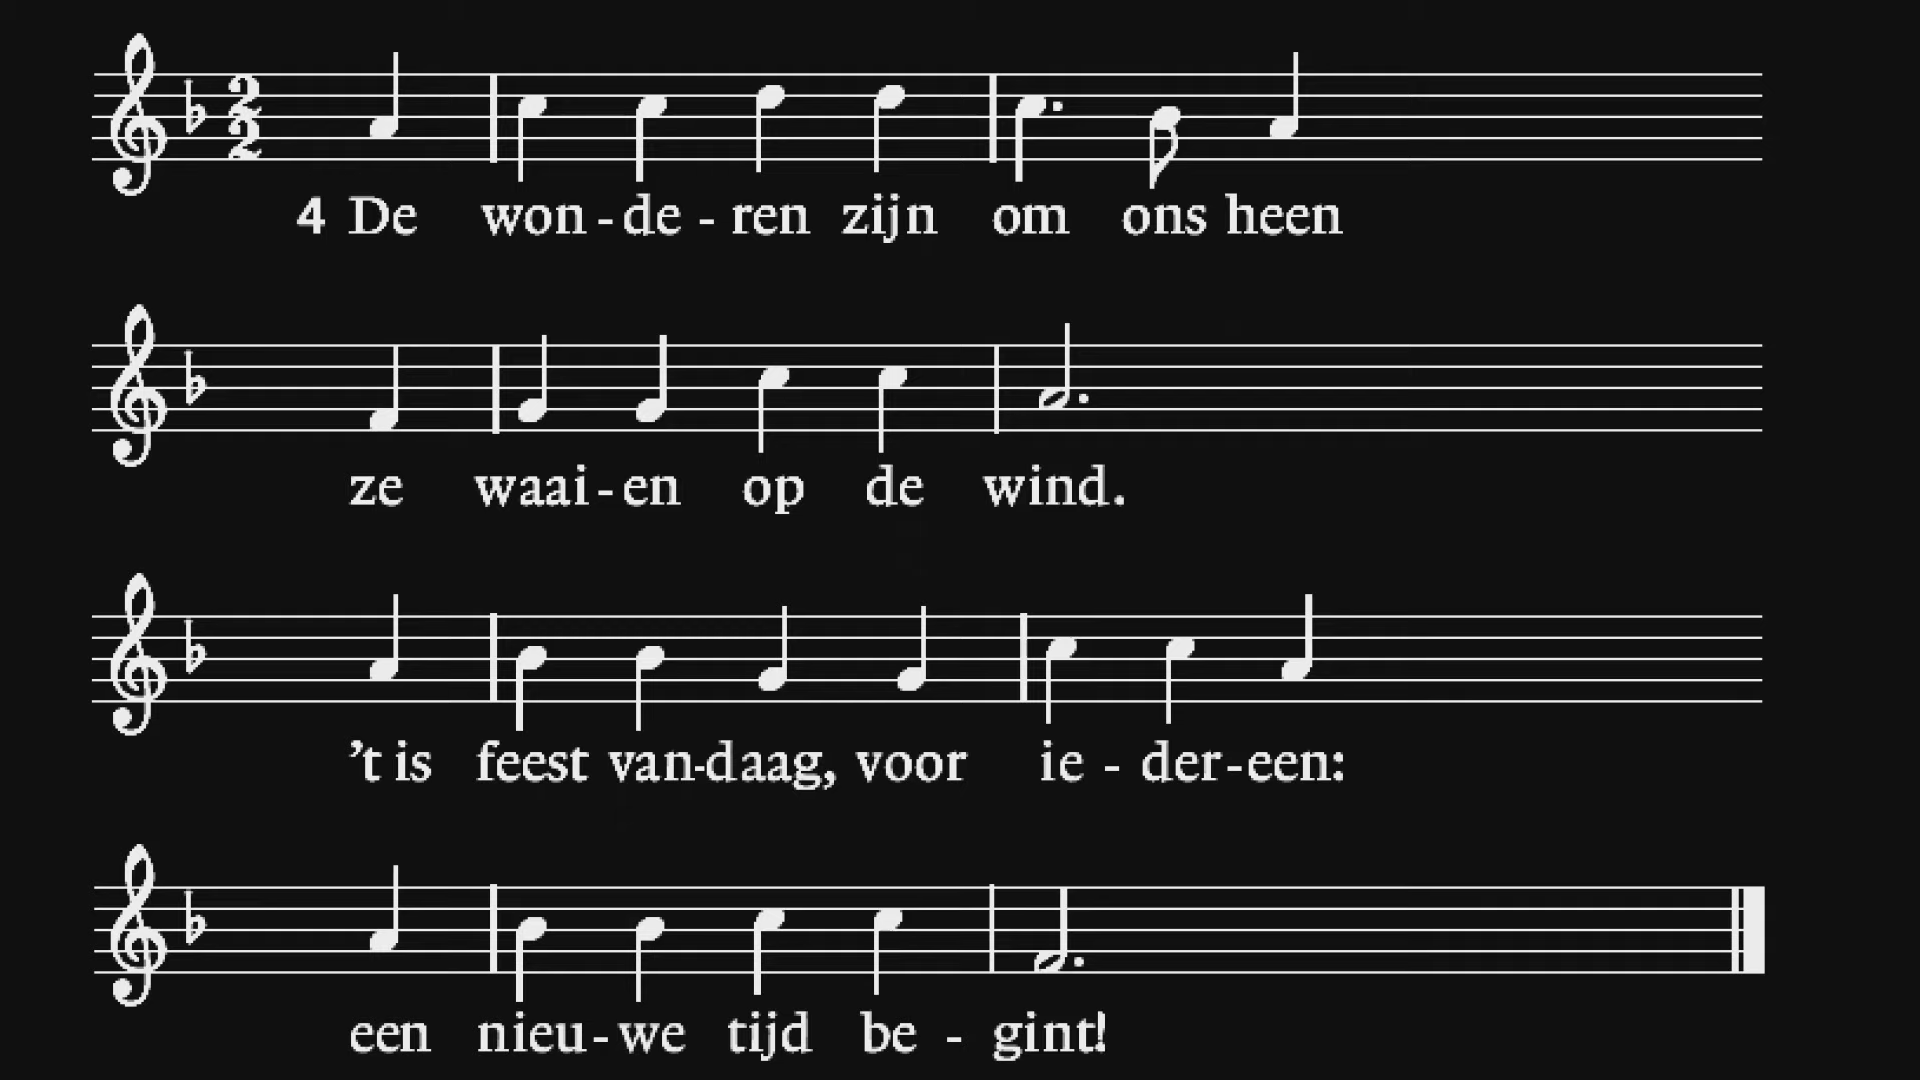 4 De won - de - ren zijn om ons heen
ze waai - en op de wind.
’t is feest van-daag, voor ie - der - een:
een nieu - we tijd be - gint!